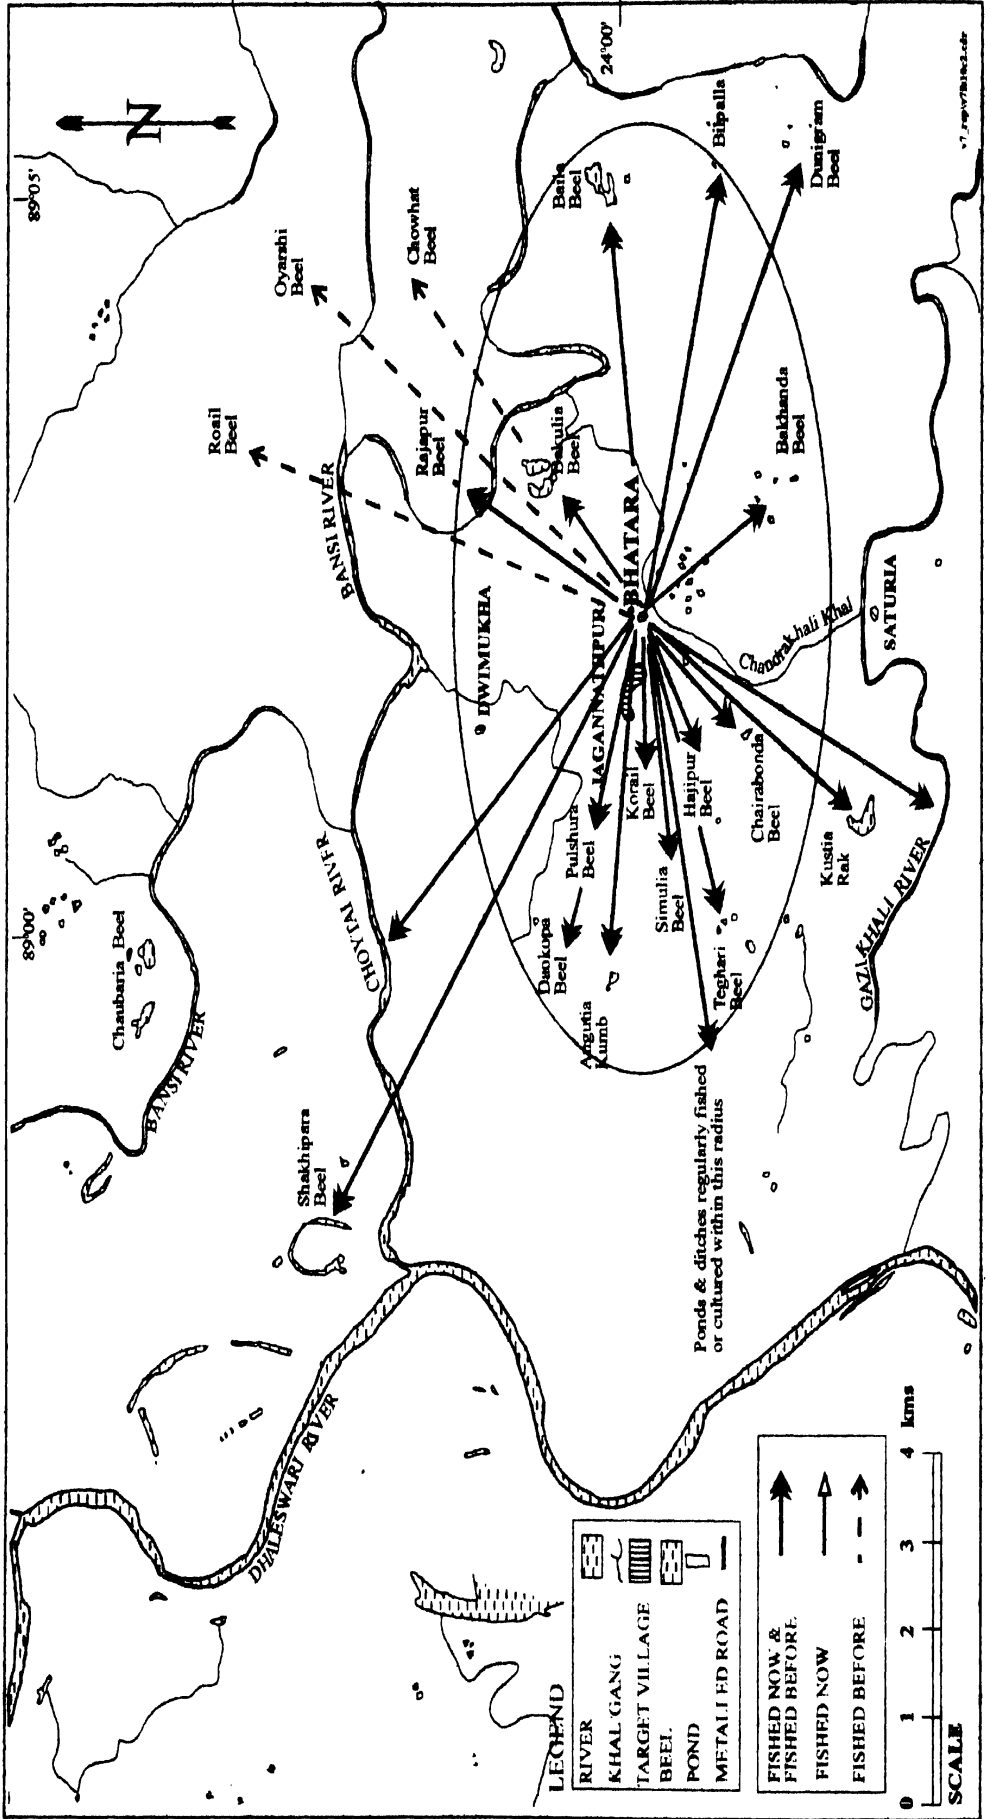 89°00'
89°05'
24°00'
N
Chaubaria Beel
BANSI RIVER
Roail
Beel
Oyanshi
Beel
Chowhat
Beel
Shakhipara
Beel
CHOYTAI RIVER
BANSI RIVER
Rajapur
Beel
DHALESWARI RIVER
DWIMUKHA
Bakulia
Beel
Baila
Beel
Daokopa
Beel
Pulshura
Beel
JAGANNATHPUR
BHATARA
Angutia
Kumb
Korail
Beel
Simulia
Beel
Hajipur
Beel
Bilpalla
Ponds & ditches regularly fished
or cultured within this radius
Teghari
Beel
Chairabonda
Beel
Chandrakhali Khal
Bakhanda
Beel
Dunigram
Beel
Kustia
Rak
GAZIKHALI RIVER
SATURIA
LEGEND
RIVER
KHAL/GANG
TARGET VILLAGE
BEEL
POND
METALLED ROAD
FISHED NOW &
FISHED BEFORE
FISHED NOW
FISHED BEFORE
0 1 2 3 4 kms
SCALE